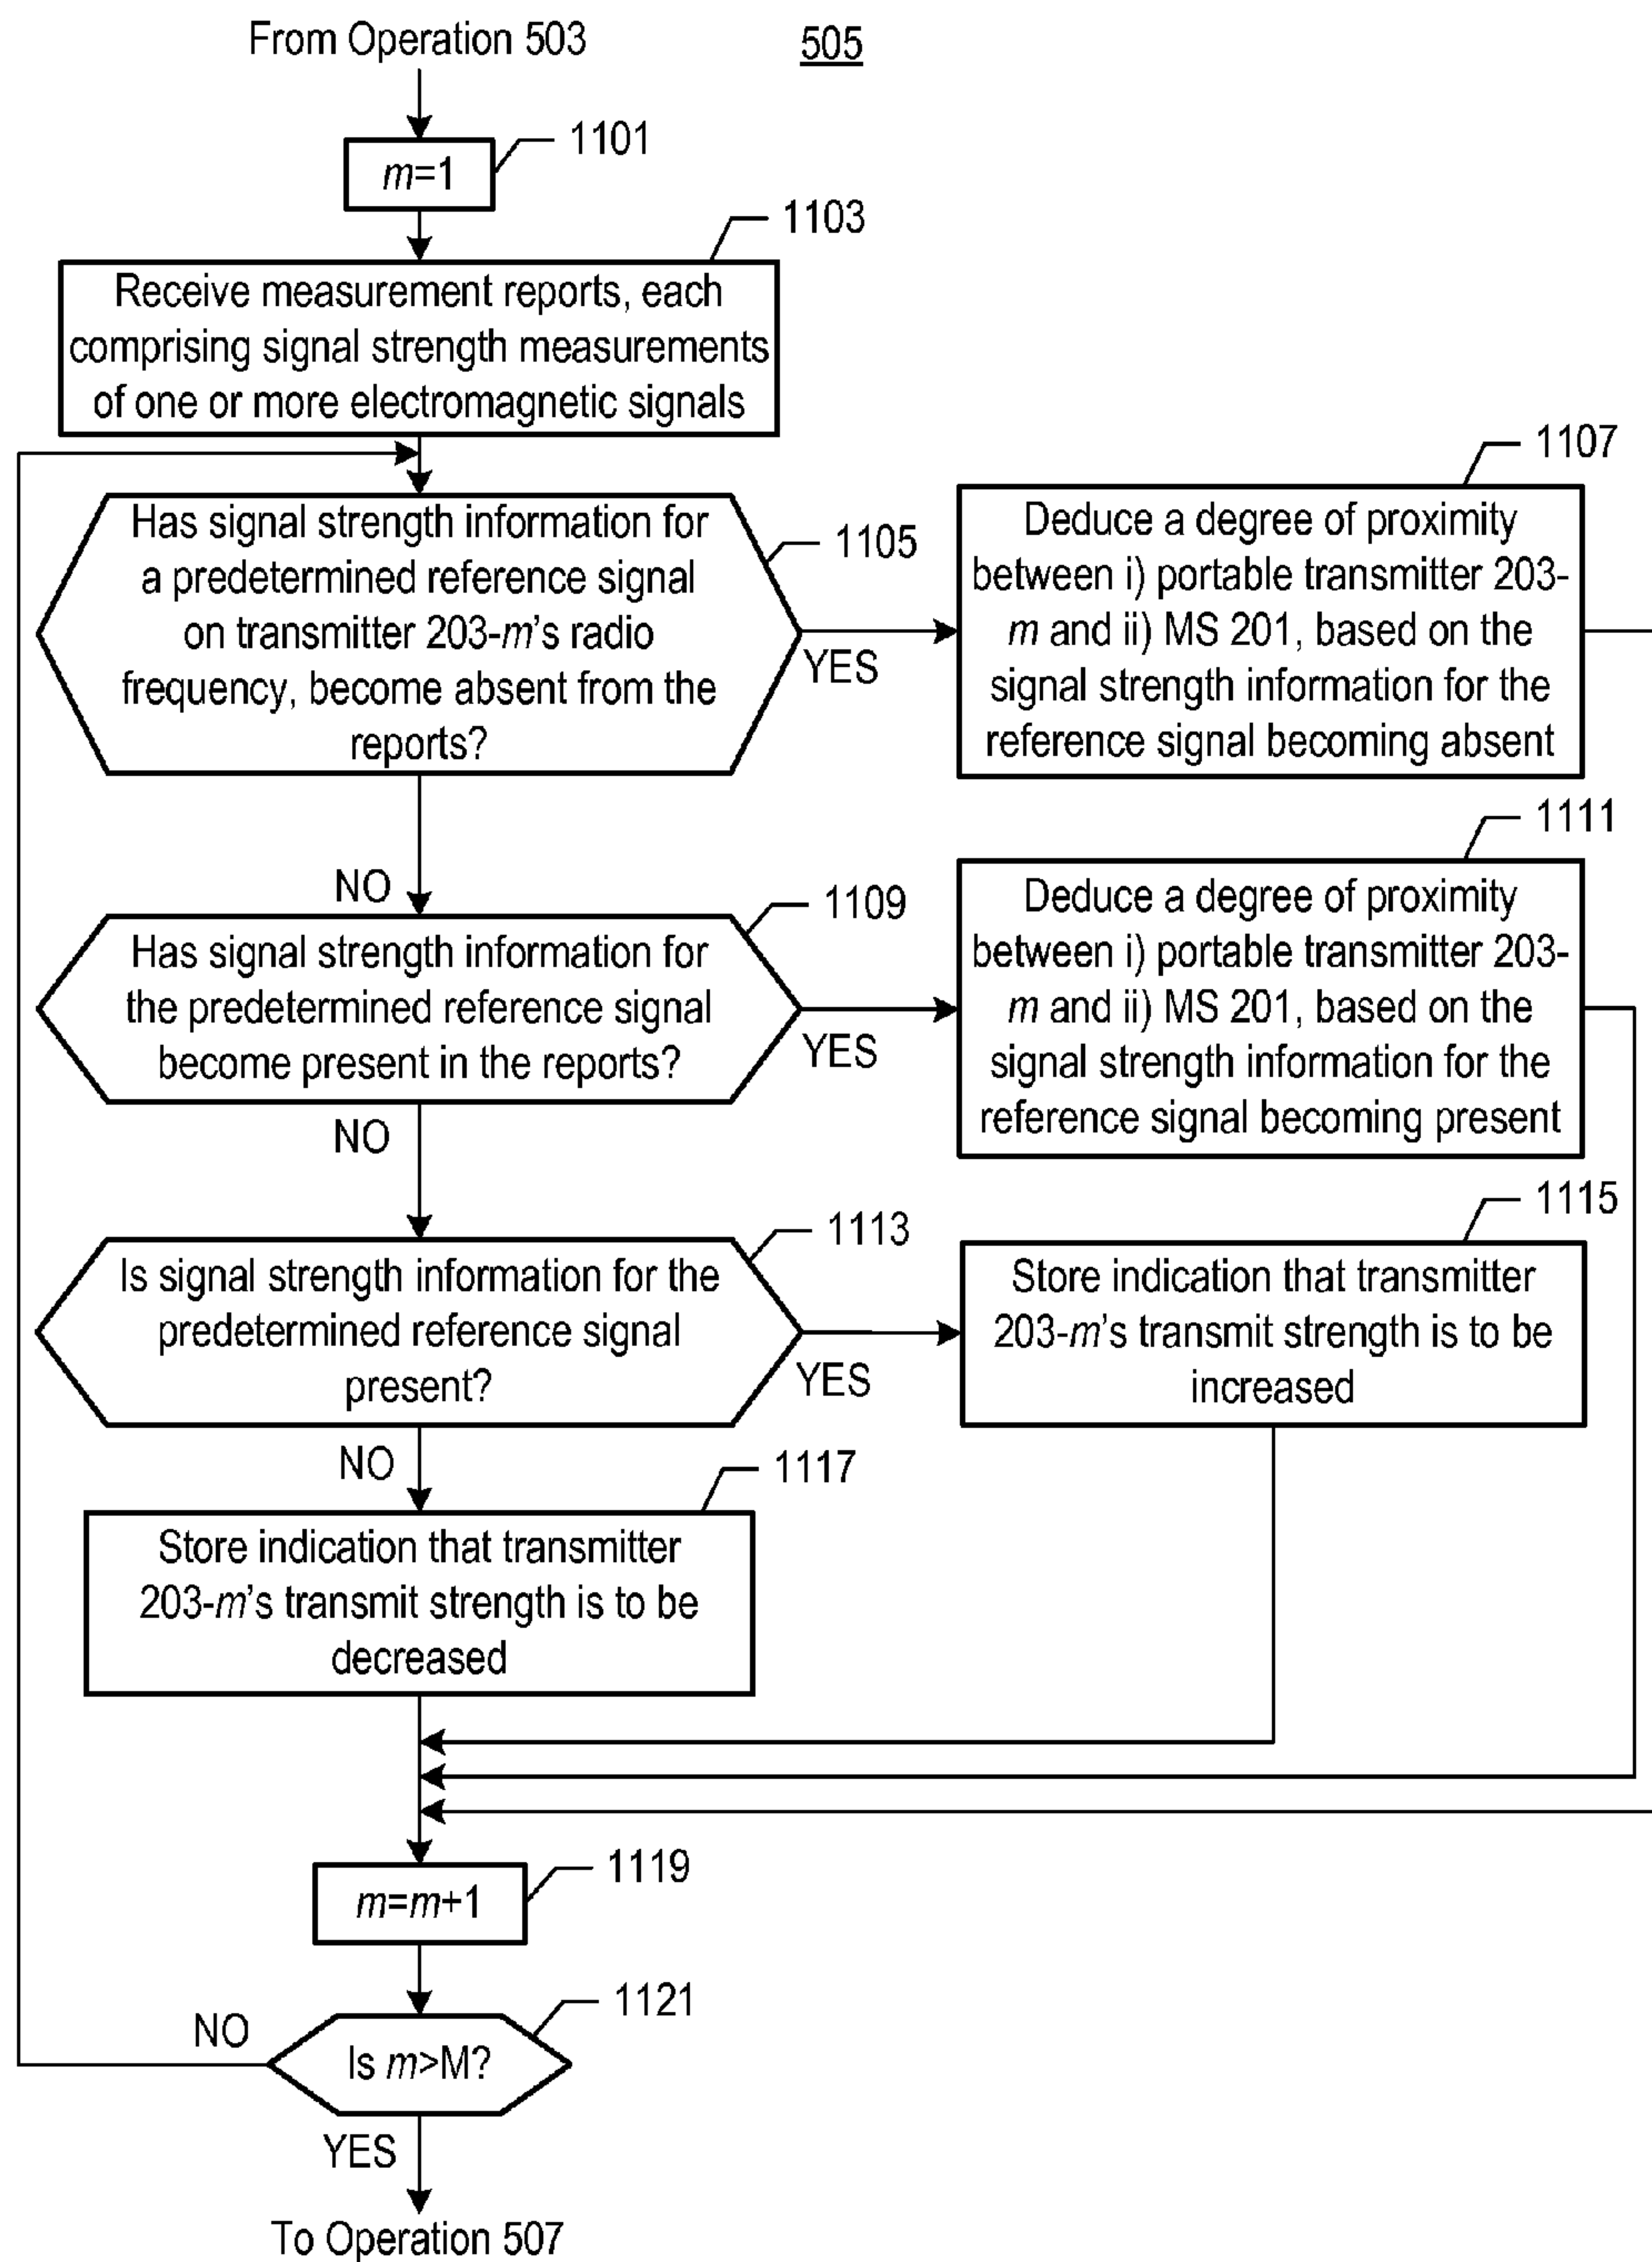 From Operation 503
505
1101
m=1
1103
Receive measurement reports, each
comprising signal strength measurements
of one or more electromagnetic signals
1105
Has signal strength information for
a predetermined reference signal
on transmitter 203-m's radio
frequency, become absent from the
reports?
YES
1107
Deduce a degree of proximity
between i) portable transmitter 203-
m and ii) MS 201, based on the
signal strength information for the
reference signal becoming absent
NO
1109
Has signal strength information for
the predetermined reference signal
become present in the reports?
YES
1111
Deduce a degree of proximity
between i) portable transmitter 203-
m and ii) MS 201, based on the
signal strength information for the
reference signal becoming present
NO
1113
Is signal strength information for the
predetermined reference signal
present?
YES
1115
Store indication that transmitter
203-m's transmit strength is to be
increased
NO
1117
Store indication that transmitter
203-m's transmit strength is to be
decreased
1119
m=m+1
1121
Is m>M?
NO
YES
To Operation 507